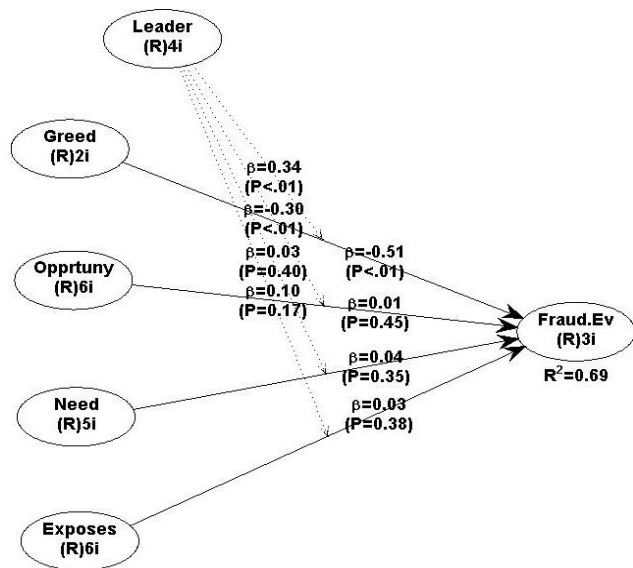 Leader
(R)4i
Greed
(R)2i
β=0.34
(P<.01)
β=-0.30
(P<.01)
β=-0.51
(P<.01)
Opprtuny
(R)6i
β=0.03
(P=0.40)
β=0.10
(P=0.17)
β=0.01
(P=0.45)
Fraud.Ev
(R)3i
R²=0.69
Need
(R)5i
β=0.04
(P=0.35)
β=0.03
(P=0.38)
Exposes
(R)6i